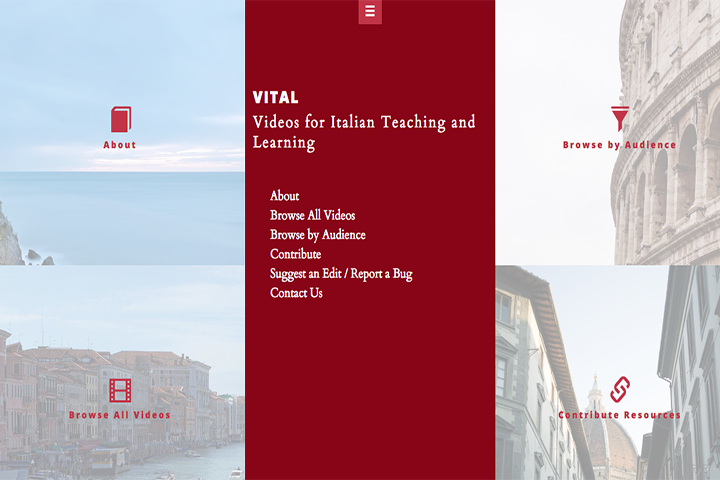 About
Browse All Videos
VITAL
Videos for Italian Teaching and
Learning
About
Browse All Videos
Browse by Audience
Contribute
Suggest an Edit / Report a Bug
Contact Us
Browse by Audience
Contribute Resources